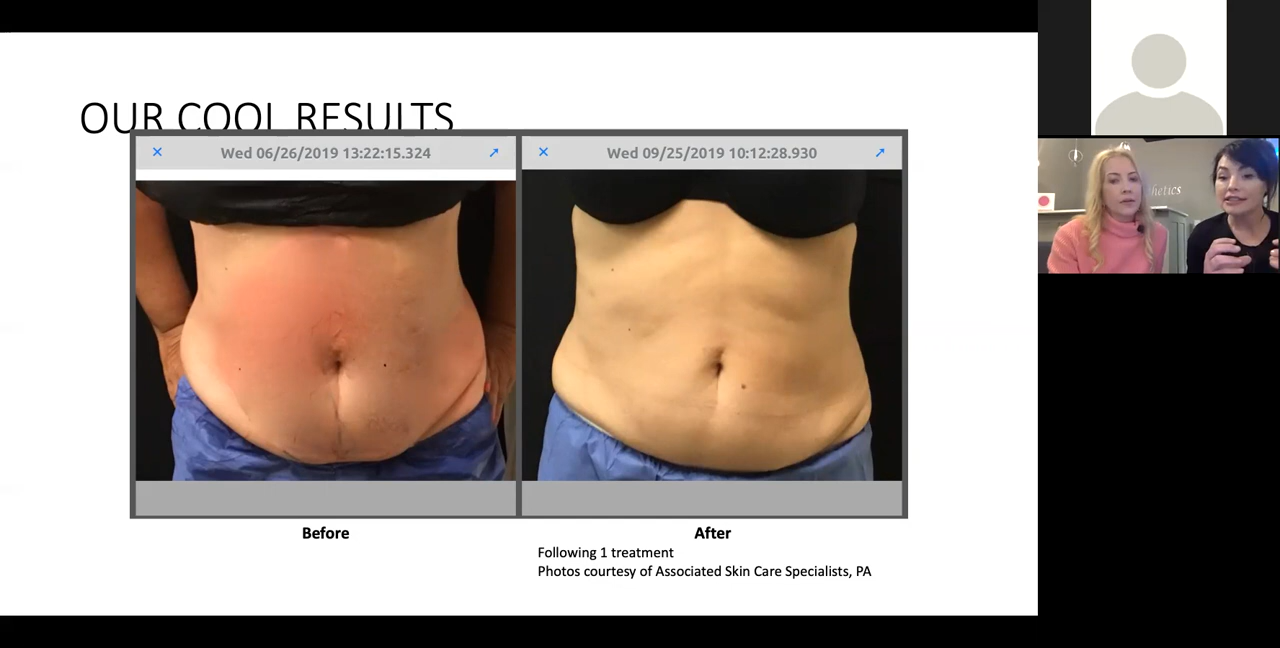 OUR COOL RESULTS
Wed 06/26/2019 13:22:15.324
Wed 09/25/2019 10:12:28.930
Before
After
Following 1 treatment
Photos courtesy of Associated Skin Care Specialists, PA